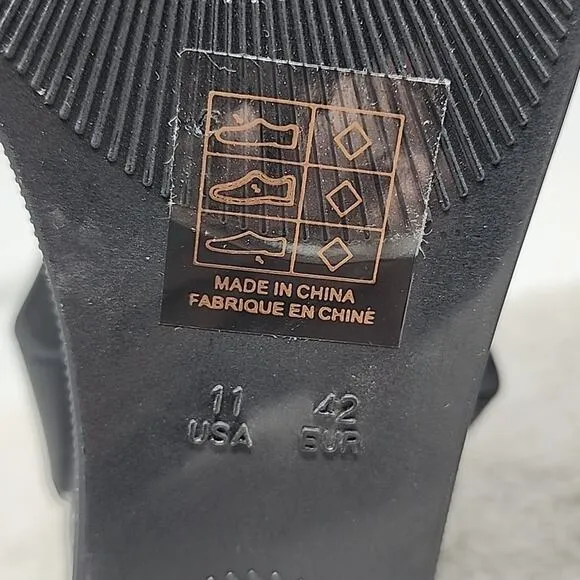 MADE IN CHINA
FABRIQUE EN CHINÉ
11 42
USA EUR